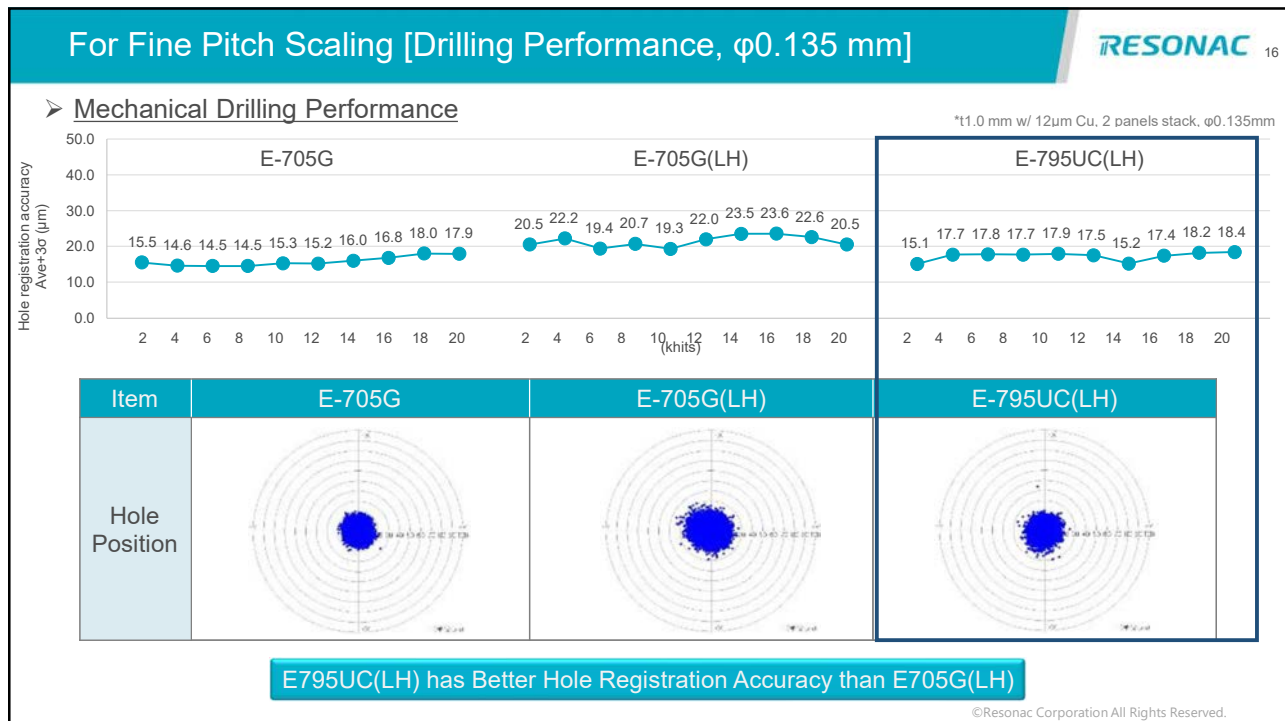 For Fine Pitch Scaling [Drilling Performance, φ0.135 mm]
RESONAC
16
➢ Mechanical Drilling Performance
*t1.0 mm w/ 12μm Cu, 2 panels stack, φ0.135mm
Hole registration accuracy
Ave+3σ (μm)
50.0
40.0
30.0
20.0
10.0
0.0
E-705G
15.5 14.6 14.5 14.5 15.3 15.2 16.0 16.8 18.0 17.9
2 4 6 8 10 12 14 16 18 20
E-705G(LH)
20.5 22.2 19.4 20.7 19.3 22.0 23.5 23.6 22.6 20.5
2 4 6 8 10 12 14 16 18 20
E-795UC(LH)
15.1 17.7 17.8 17.7 17.9 17.5 15.2 17.4 18.2 18.4
2 4 6 8 10 12 14 16 18 20
(khits)
Item E-705G E-705G(LH) E-795UC(LH)
Hole
Position
E795UC(LH) has Better Hole Registration Accuracy than E705G(LH)
©Resonac Corporation All Rights Reserved.